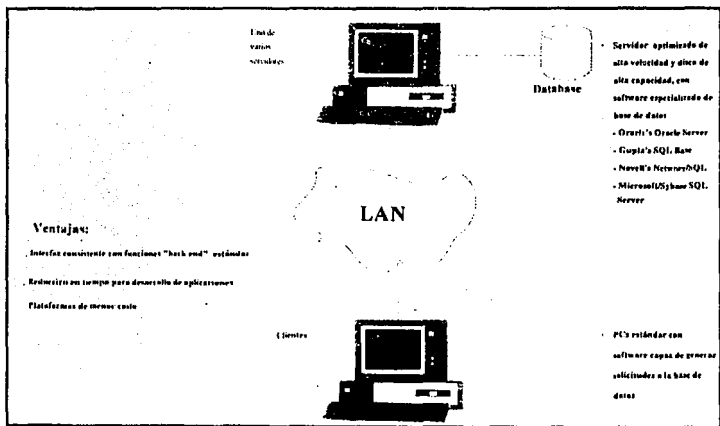 Uno de
varios
servidores
Database
Servidor optimizado de
alta velocidad y disco de
alta capacidad, con
software especializado de
base de datos
- Oracle's Oracle Server
- Gupta's SQL Base
- Novell's Netware/SQL
- Microsoft/Sybase SQL
Server
LAN
Ventajas:
Interfaz consistente con funciones "back end" estándar
Reducción en tiempo para desarrollo de aplicaciones
Plataformas de menor costo
Clientes
PC's estándar con
software capaz de generar
solicitudes a la base de
datos